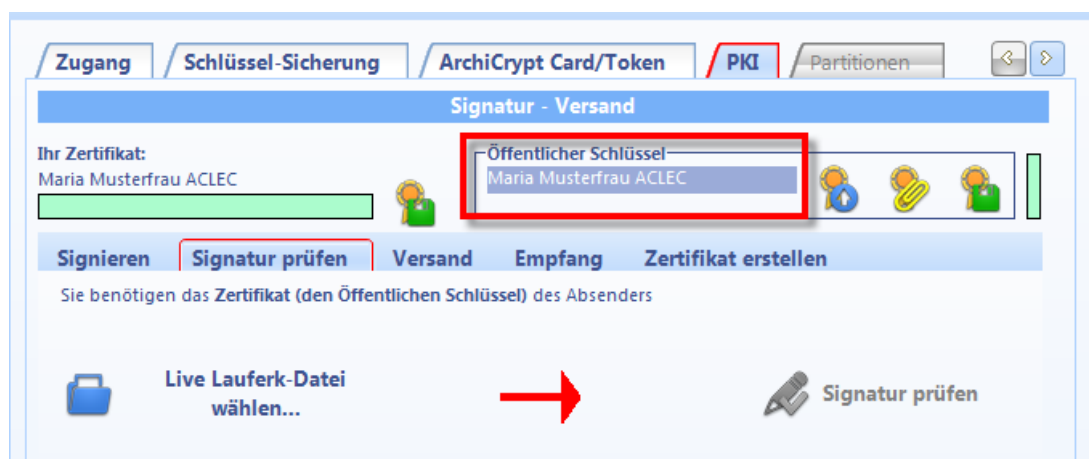 Zugang Schlüssel-Sicherung ArchiCrypt Card/Token PKI Partitionen
Signatur - Versand
Ihr Zertifikat:
Maria Musterfrau ACLEC
Öffentlicher Schlüssel
Maria Musterfrau ACLEC
Signieren Signatur prüfen Versand Empfang Zertifikat erstellen
Sie benötigen das Zertifikat (den Öffentlichen Schlüssel) des Absenders
Live Lauferk-Datei
wählen...
Signatur prüfen